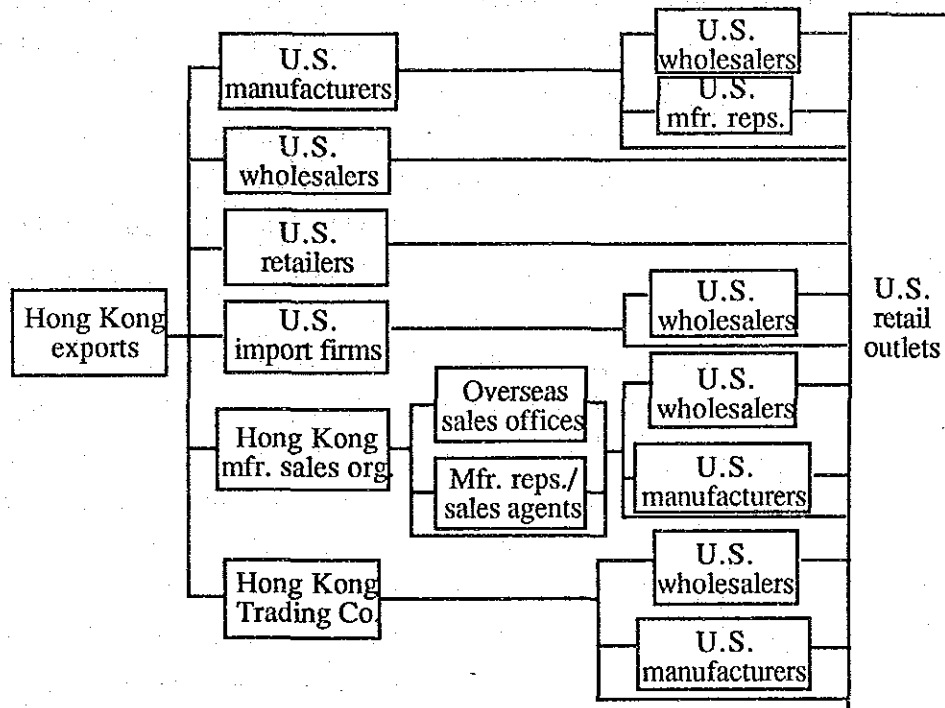 Hong Kong
exports
U.S.
manufacturers
U.S.
wholesalers
U.S.
retailers
U.S.
import firms
Hong Kong
mfr. sales org.
Hong Kong
Trading Co.
Overseas
sales offices
Mfr. reps./
sales agents
U.S.
wholesalers
U.S.
mfr. reps.
U.S.
wholesalers
U.S.
wholesalers
U.S.
manufacturers
U.S.
wholesalers
U.S.
manufacturers
U.S.
retail
outlets